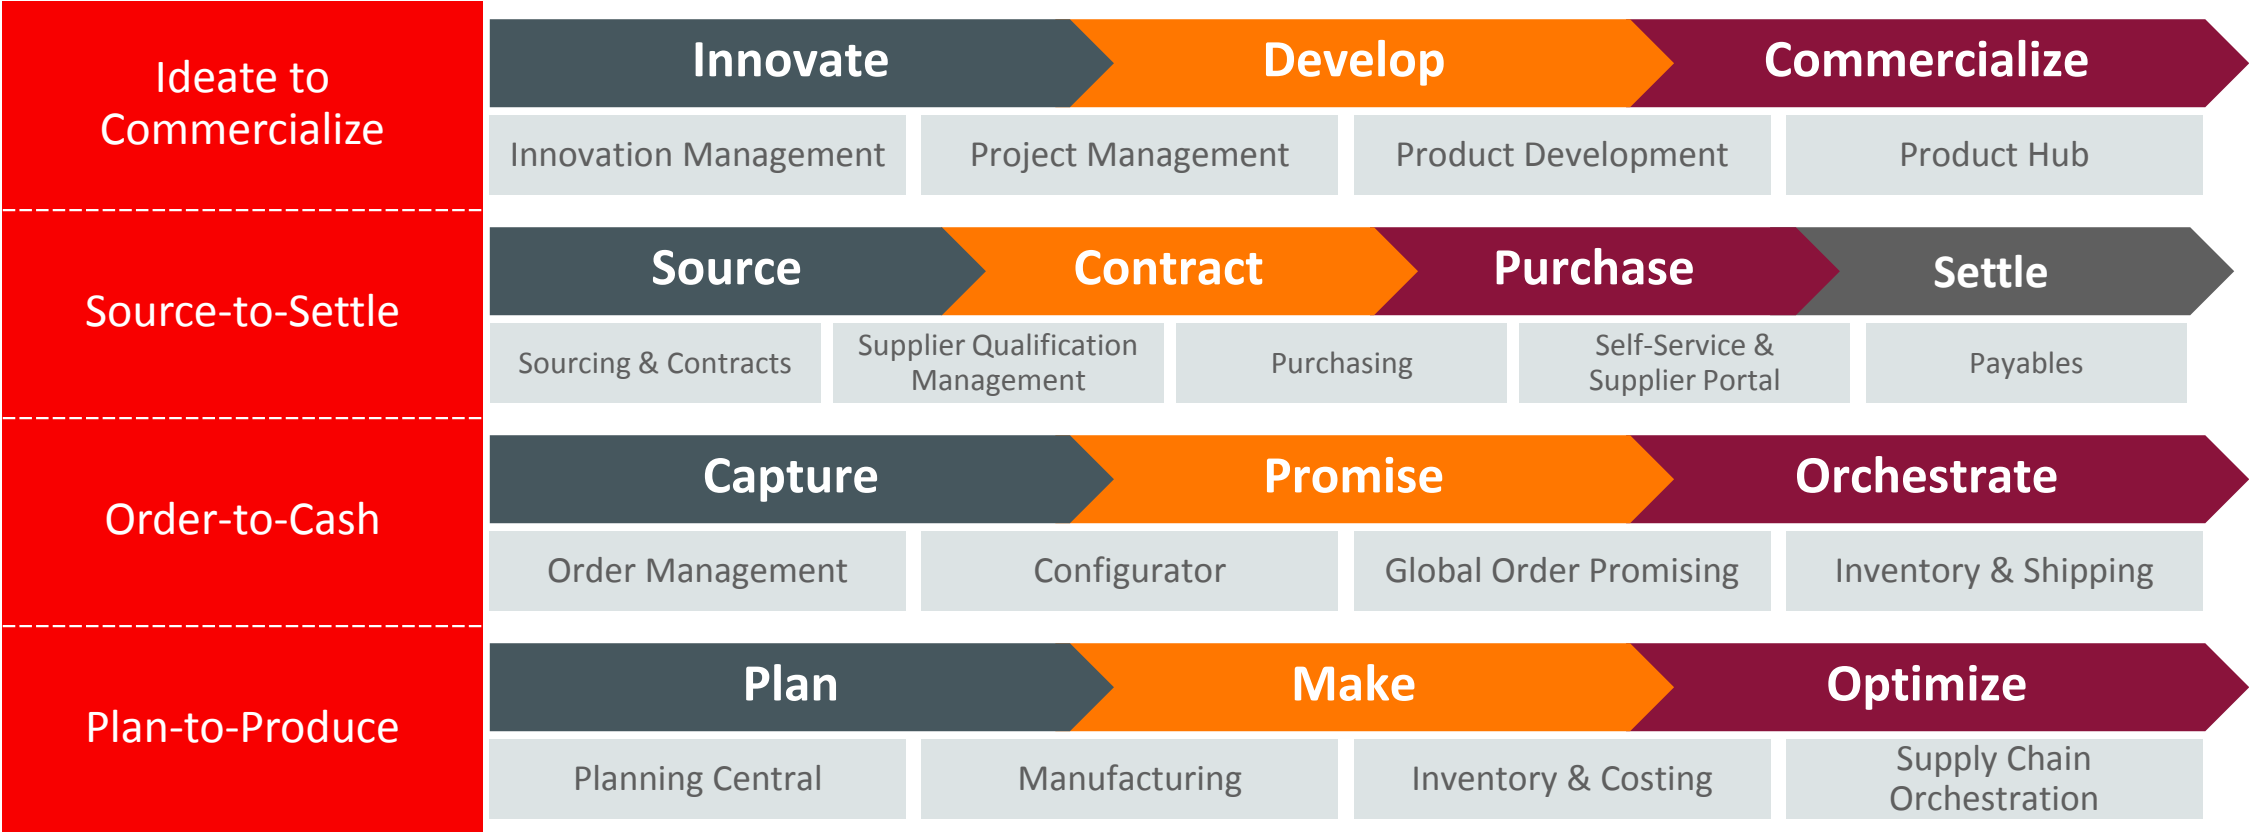 Ideate to
Commercialize
Innovate
Develop
Commercialize
Innovation Management
Project Management
Product Development
Product Hub
Source-to-Settle
Source
Contract
Purchase
Settle
Sourcing & Contracts
Supplier Qualification
Management
Purchasing
Self-Service &
Supplier Portal
Payables
Order-to-Cash
Capture
Promise
Orchestrate
Order Management
Configurator
Global Order Promising
Inventory & Shipping
Plan-to-Produce
Plan
Make
Optimize
Planning Central
Manufacturing
Inventory & Costing
Supply Chain
Orchestration